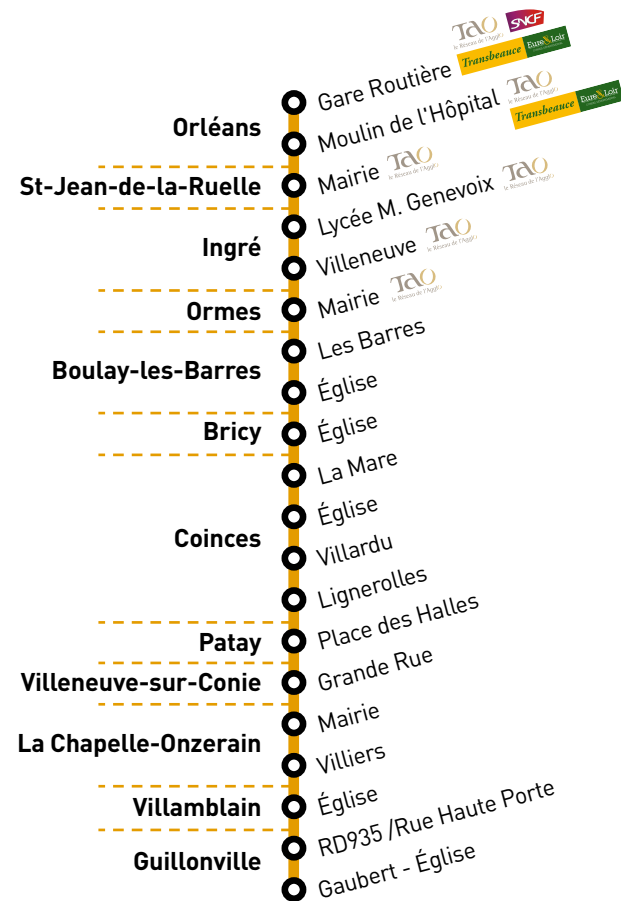 Orléans
Gare Routière
TAO
le Réseau de l'Agglo
SNCF
Transbeauce
Eure & Loir
Moulin de l'Hôpital
TAO
le Réseau de l'Agglo
Transbeauce
Eure & Loir
St-Jean-de-la-Ruelle
Mairie
TAO
le Réseau de l'Agglo
Ingré
Lycée M. Genevoix
TAO
le Réseau de l'Agglo
Villeneuve
TAO
le Réseau de l'Agglo
Ormes
Mairie
TAO
le Réseau de l'Agglo
Boulay-les-Barres
Les Barres
Église
Bricy
Église
Coinces
La Mare
Église
Villardu
Lignerolles
Patay
Place des Halles
Villeneuve-sur-Conie
Grande Rue
La Chapelle-Onzerain
Mairie
Villiers
Villamblain
Église
Guillonville
RD935 /Rue Haute Porte
Gaubert - Église